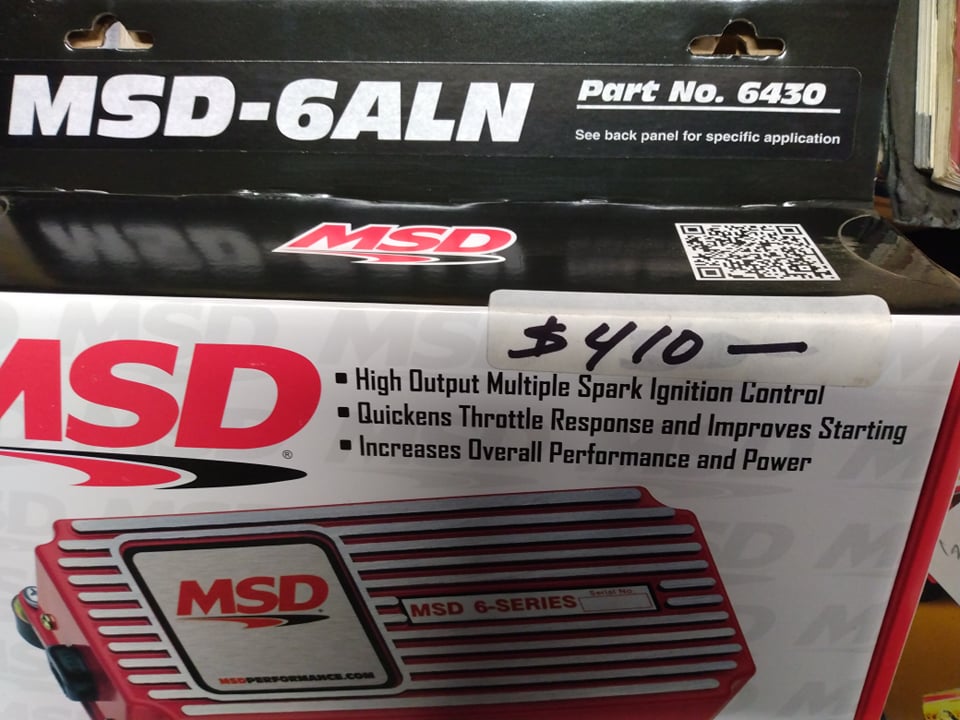 MSD-6ALN
Part No. 6430
See back panel for specific application
MSD
$410 —
MSD®
▪ High Output Multiple Spark Ignition Control
▪ Quickens Throttle Response and Improves Starting
▪ Increases Overall Performance and Power
MSD
MSD 6-SERIES
Serial No.
MSDPERFORMANCE.COM